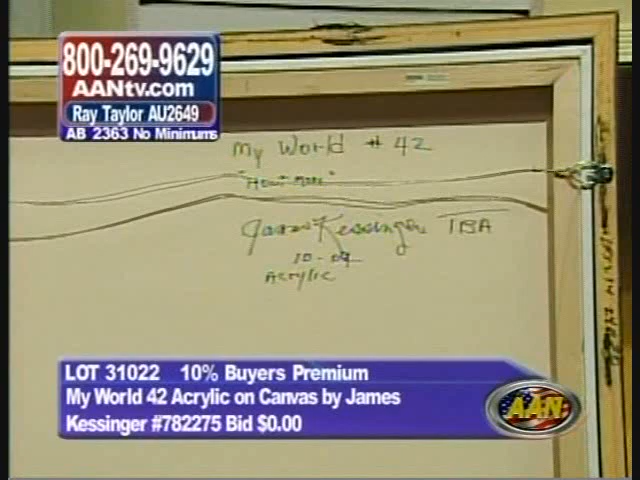 800-269-9629
AANtv.com
Ray Taylor AU2649
AB 2363 No Minimums
My World # 42
James Kessinger TBA
10-04
Acrylic
LOT 31022 10% Buyers Premium
My World 42 Acrylic on Canvas by James
Kessinger #782275 Bid $0.00
AAN